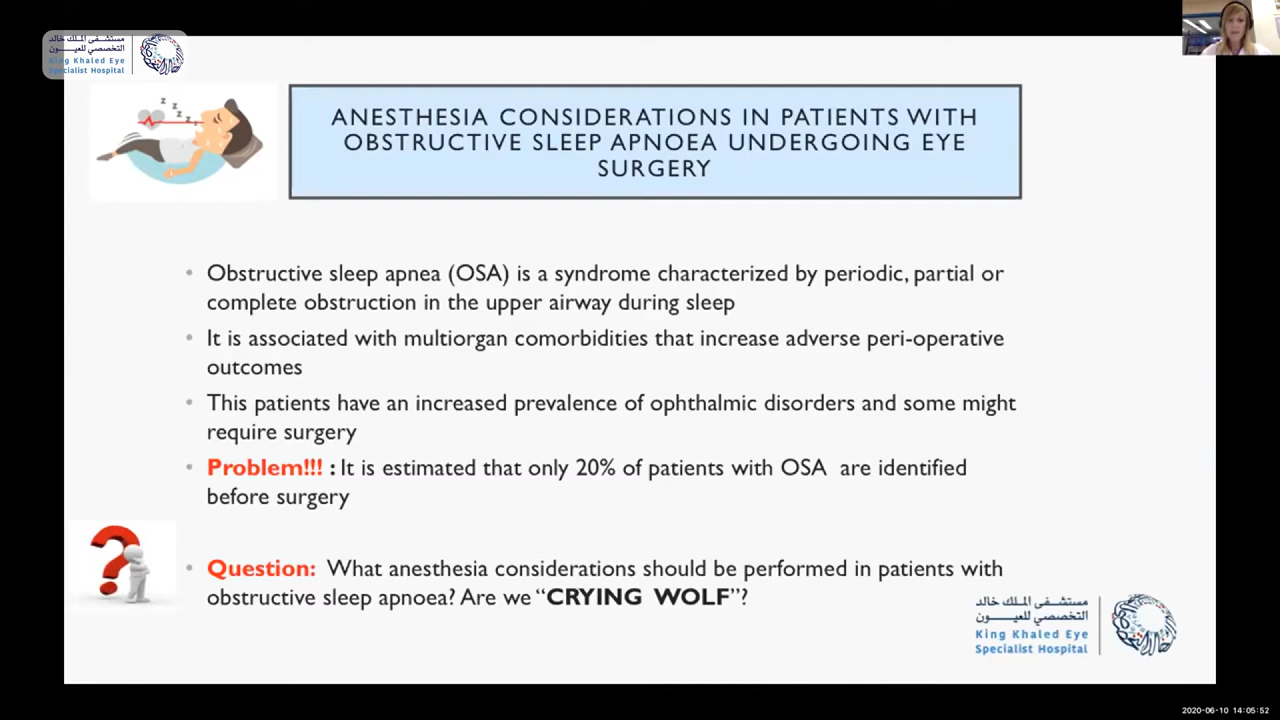 مستشفى الملك خالد
التخصصي للعيـــون
King Khaled Eye
Specialist Hospital
z z z z
ANESTHESIA CONSIDERATIONS IN PATIENTS WITH
OBSTRUCTIVE SLEEP APNOEA UNDERGOING EYE
SURGERY
• Obstructive sleep apnea (OSA) is a syndrome characterized by periodic, partial or
complete obstruction in the upper airway during sleep
• It is associated with multiorgan comorbidities that increase adverse peri-operative
outcomes
• This patients have an increased prevalence of ophthalmic disorders and some might
require surgery
• Problem!!! : It is estimated that only 20% of patients with OSA are identified
before surgery
• Question: What anesthesia considerations should be performed in patients with
obstructive sleep apnoea? Are we “CRYING WOLF”?
مستشفى الملك خالد
التخصصي للعيـــون
King Khaled Eye
Specialist Hospital
2020-06-10 14:05:52